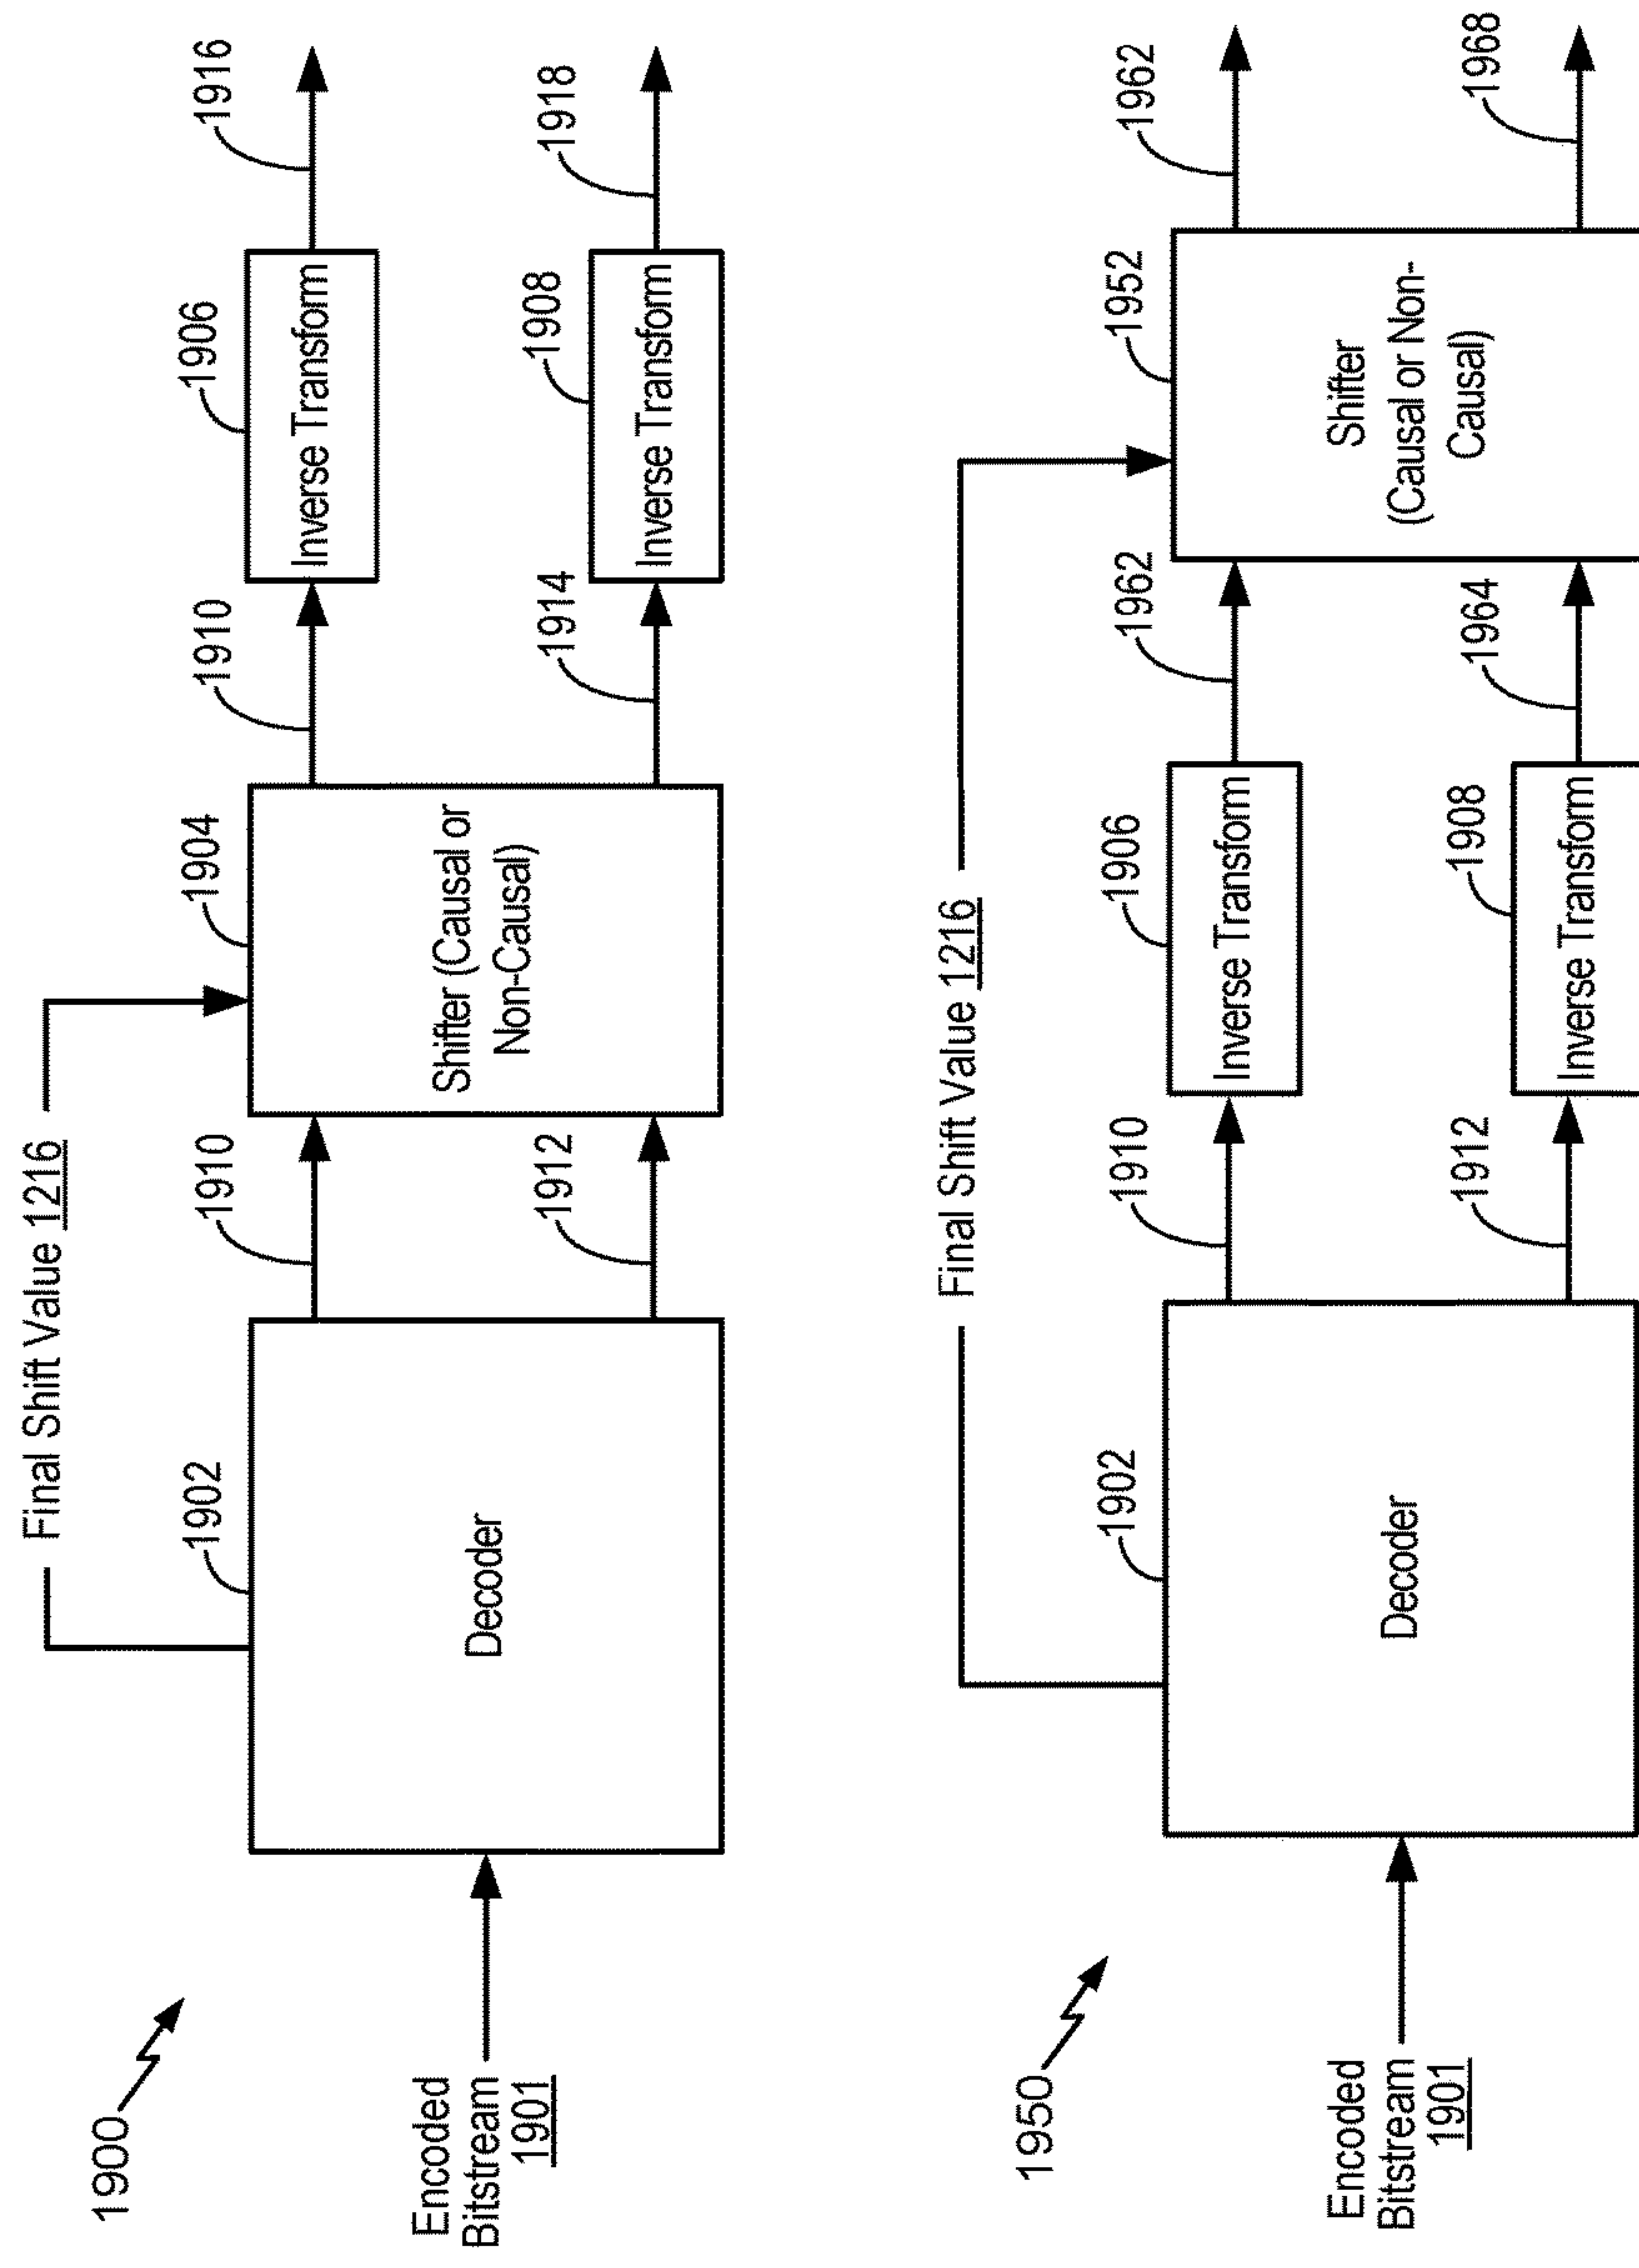 1900
Final Shift Value 1216
1902
1910
1904
1910
1906
1916
Encoded
Bitstream
1901
Decoder
1912
Shifter (Causal or
Non-Causal)
1914
Inverse Transform
1908
Inverse Transform
1918
1950
Final Shift Value 1216
1902
1910
1906
1962
1952
1962
Encoded
Bitstream
1901
Decoder
1912
Inverse Transform
1908
Inverse Transform
1964
Shifter
(Causal or Non-
Causal)
1968